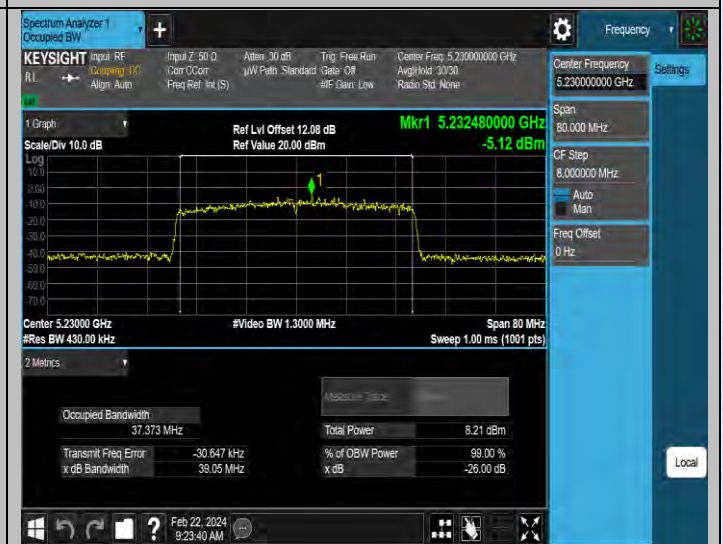 Spectrum Analyzer 1
Occupied BW
+
Frequency
KEYSIGHT
Input: RF
Coupling: DC
Align: Auto
Input Z: 50 Ω
Corr CCorr
Freq Ref: Int (S)
Atten: 30 dB
µW Path: Standard
Trig: Free Run
Gate: Off
#IF Gain: Low
Center Freq: 5.230000000 GHz
Avg|Hold: 30/30
Radio Std: None
Center Frequency
5.230000000 GHz
Settings
Span
80.000 MHz
CF Step
8.000000 MHz
Auto
Man
Freq Offset
0 Hz
1 Graph
Scale/Div 10.0 dB
Ref Lvl Offset 12.08 dB
Ref Value 20.00 dBm
Mkr1 5.232480000 GHz
-5.12 dBm
Log
10.0
0.00
-10.0
-20.0
-30.0
-40.0
-50.0
-60.0
-70.0
1
Center 5.23000 GHz
#Res BW 430.00 kHz
#Video BW 1.3000 MHz
Span 80 MHz
Sweep 1.00 ms (1001 pts)
2 Metrics
Measure Trace
Occupied Bandwidth
37.373 MHz
Total Power 8.21 dBm
Transmit Freq Error -30.647 kHz
% of OBW Power 99.00 %
x dB Bandwidth 39.05 MHz
x dB -26.00 dB
Local
?
Feb 22, 2024
9:23:40 AM